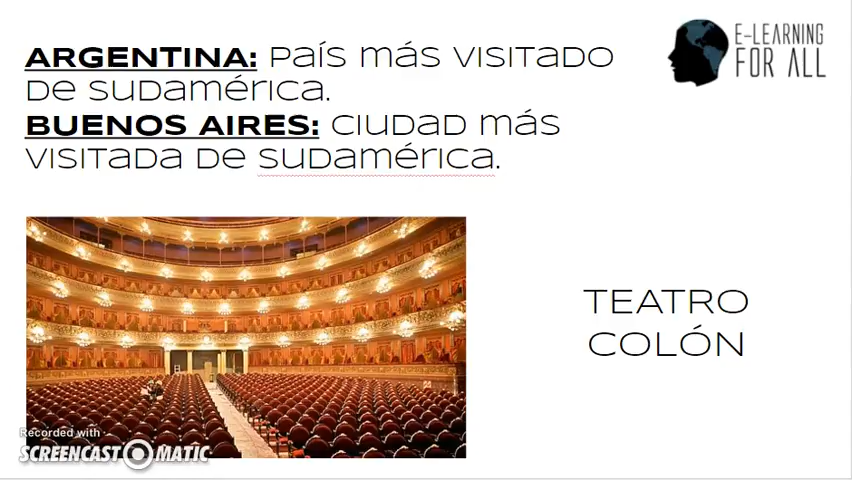 ARGENTINA: País más visitado
de Sudamérica.
BUENOS AIRES: Ciudad más
visitada de Sudamérica.
E-LEARNING
FOR ALL
TEATRO
COLÓN
Recorded with
SCREENCAST MATIC